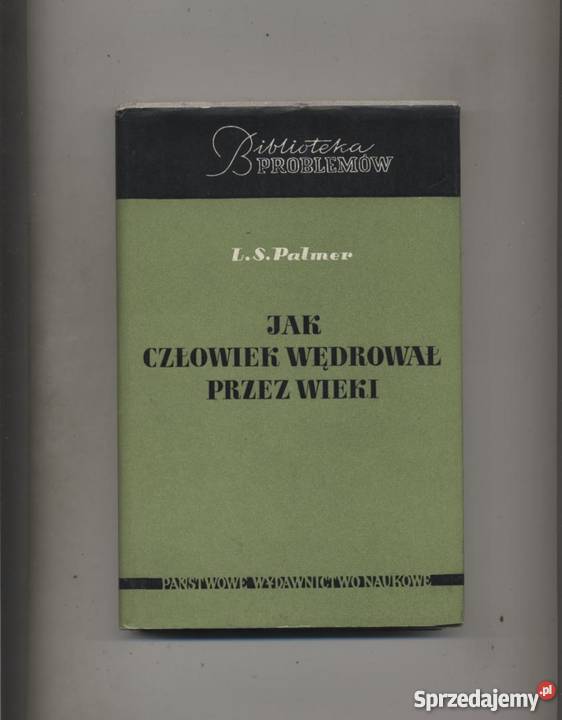 Biblioteka
PROBLEMÓW
L.S.Palmer
JAK
CZŁOWIEK WĘDROWAŁ
PRZEZ WIEKI
PAŃSTWOWE WYDAWNICTWO NAUKOWE
Sprzedajemy.pl